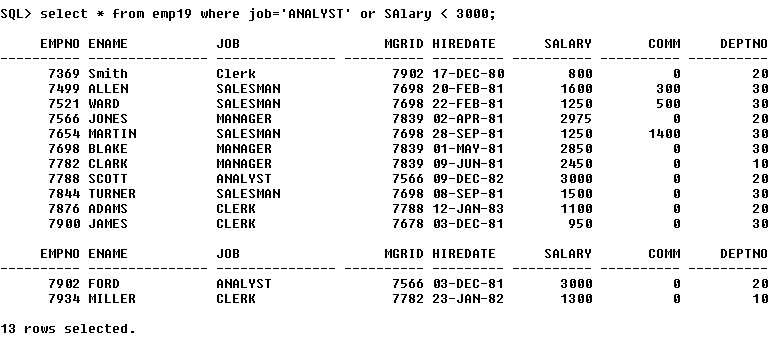 SQL> select * from emp19 where job='ANALYST' or SAlary < 3000;
EMPNO ENAME JOB MGRID HIREDATE SALARY COMM DEPTNO
---------- -------------------- --------------- ---------- --------- ---------- ---------- ----------
7369 Smith Clerk 7902 17-DEC-80 800 0 20
7499 ALLEN SALESMAN 7698 20-FEB-81 1600 300 30
7521 WARD SALESMAN 7698 22-FEB-81 1250 500 30
7566 JONES MANAGER 7839 02-APR-81 2975 0 20
7654 MARTIN SALESMAN 7698 28-SEP-81 1250 1400 30
7698 BLAKE MANAGER 7839 01-MAY-81 2850 0 30
7782 CLARK MANAGER 7839 09-JUN-81 2450 0 10
7788 SCOTT ANALYST 7566 09-DEC-82 3000 0 20
7844 TURNER SALESMAN 7698 08-SEP-81 1500 0 30
7876 ADAMS CLERK 7788 12-JAN-83 1100 0 20
7900 JAMES CLERK 7678 03-DEC-81 950 0 30
EMPNO ENAME JOB MGRID HIREDATE SALARY COMM DEPTNO
---------- -------------------- --------------- ---------- --------- ---------- ---------- ----------
7902 FORD ANALYST 7566 03-DEC-81 3000 0 20
7934 MILLER CLERK 7782 23-JAN-82 1300 0 10
13 rows selected.